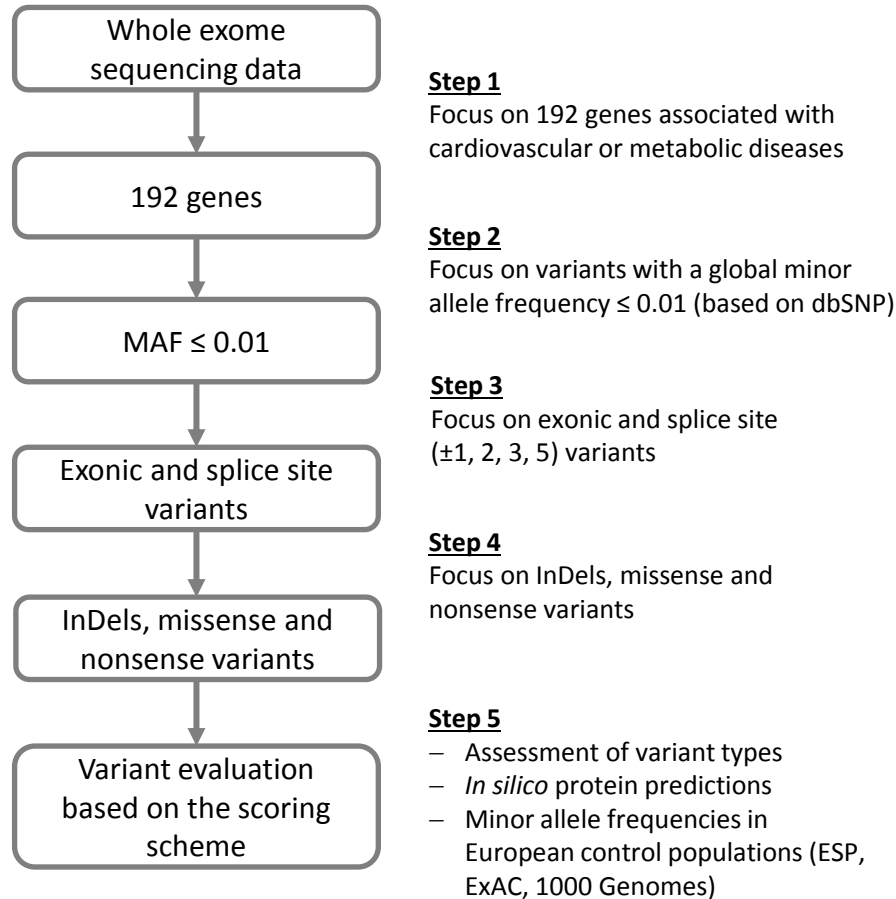 Whole exome
sequencing data
Step 1
Focus on 192 genes associated with
cardiovascular or metabolic diseases
192 genes
Step 2
Focus on variants with a global minor
allele frequency ≤ 0.01 (based on dbSNP)
MAF ≤ 0.01
Step 3
Focus on exonic and splice site
(±1, 2, 3, 5) variants
Exonic and splice site
variants
Step 4
Focus on InDels, missense and
nonsense variants
InDels, missense and
nonsense variants
Step 5
– Assessment of variant types
– In silico protein predictions
– Minor allele frequencies in
European control populations (ESP,
ExAC, 1000 Genomes)
Variant evaluation
based on the scoring
scheme